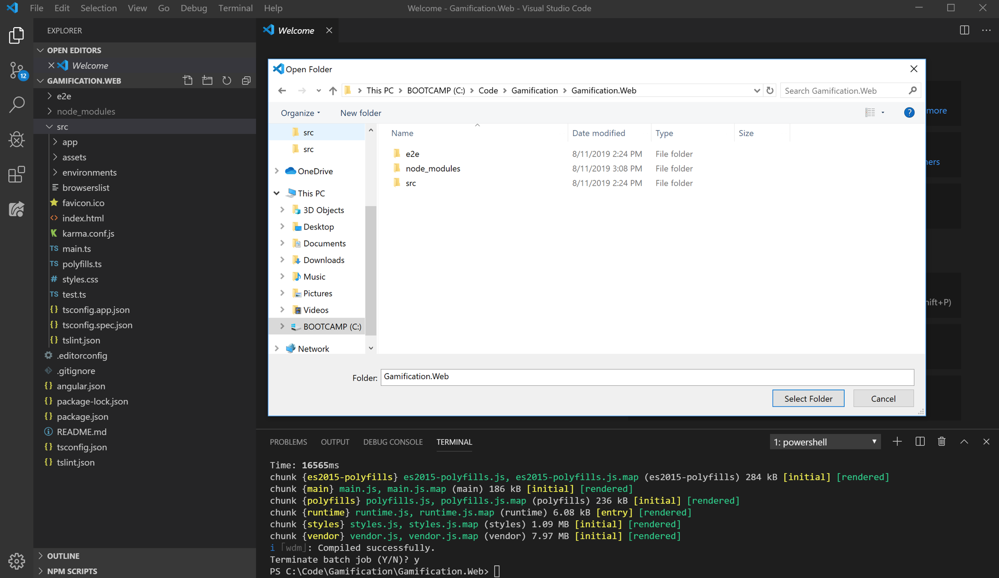 File Edit Selection View Go Debug Terminal Help
Welcome - Gamification.Web - Visual Studio Code
EXPLORER
OPEN EDITORS
Welcome
GAMIFICATION.WEB
12
e2e
node_modules
src
app
assets
environments
browserslist
favicon.ico
index.html
karma.conf.js
TS main.ts
TS polyfills.ts
# styles.css
TS test.ts
{} tsconfig.app.json
{} tsconfig.spec.json
{} tslint.json
.editorconfig
.gitignore
{} angular.json
{} package-lock.json
{} package.json
README.md
{} tsconfig.json
{} tslint.json
OUTLINE
NPM SCRIPTS
Welcome
Open Folder
This PC > BOOTCAMP (C:) > Code > Gamification > Gamification.Web
Search Gamification.Web
Organize New folder
?
src
src
OneDrive
This PC
3D Objects
Desktop
Documents
Downloads
Music
Pictures
Videos
BOOTCAMP (C:)
Network
Name Date modified Type Size
e2e 8/11/2019 2:24 PM File folder
node_modules 8/11/2019 3:08 PM File folder
src 8/11/2019 2:24 PM File folder
Folder: Gamification.Web
Select Folder Cancel
more
ners
hift+P)
PROBLEMS OUTPUT DEBUG CONSOLE TERMINAL
1: powershell
Time: 16565ms
chunk {es2015-polyfills} es2015-polyfills.js, es2015-polyfills.js.map (es2015-polyfills) 284 kB [initial] [rendered]
chunk {main} main.js, main.js.map (main) 186 kB [initial] [rendered]
chunk {polyfills} polyfills.js, polyfills.js.map (polyfills) 236 kB [initial] [rendered]
chunk {runtime} runtime.js, runtime.js.map (runtime) 6.08 kB [entry] [rendered]
chunk {styles} styles.js, styles.js.map (styles) 1.09 MB [initial] [rendered]
chunk {vendor} vendor.js, vendor.js.map (vendor) 7.97 MB [initial] [rendered]
i ｢wdm｣: Compiled successfully.
Terminate batch job (Y/N)? y
PS C:\Code\Gamification\Gamification.Web>